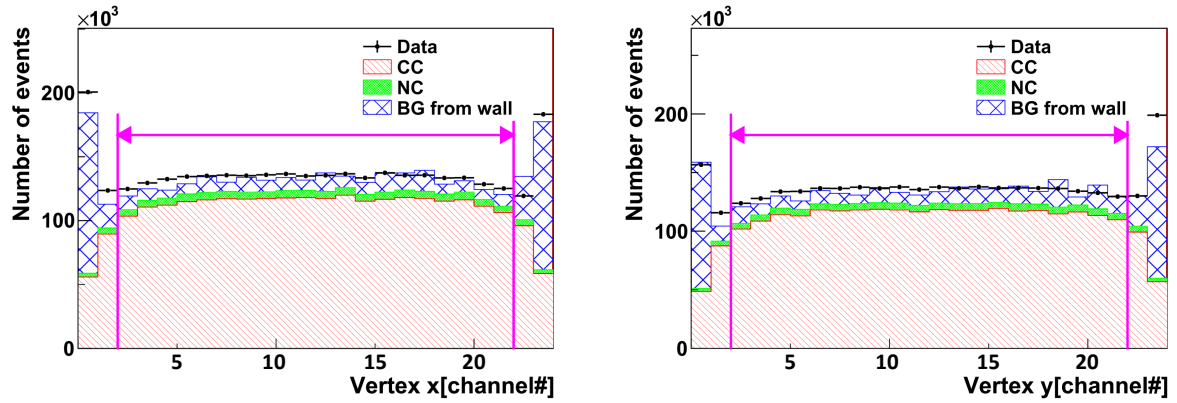 ×10³
Number of events
200
100
0
Data
CC
NC
BG from wall
5
10
15
20
Vertex x[channel#]
×10³
Number of events
200
100
0
Data
CC
NC
BG from wall
5
10
15
20
Vertex y[channel#]